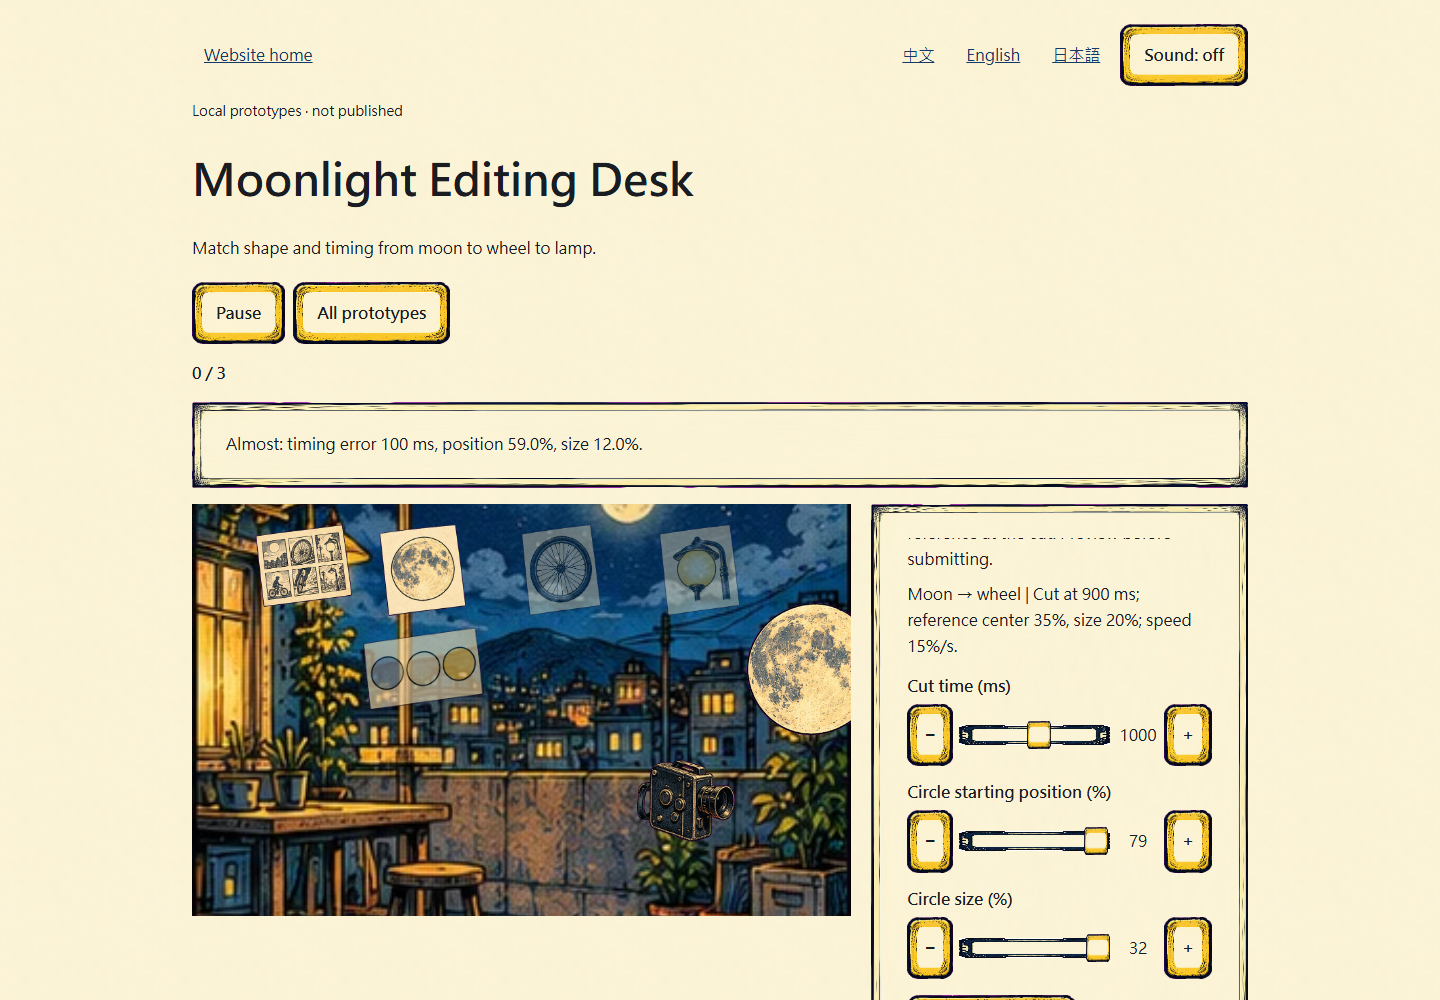 Website home
中文
English
日本語
Sound: off
Local prototypes · not published
Moonlight Editing Desk
Match shape and timing from moon to wheel to lamp.
Pause
All prototypes
0 / 3
Almost: timing error 100 ms, position 59.0%, size 12.0%.
submitting.
Moon → wheel | Cut at 900 ms;
reference center 35%, size 20%; speed
15%/s.
Cut time (ms)
−
1000
+
Circle starting position (%)
−
79
+
Circle size (%)
−
32
+